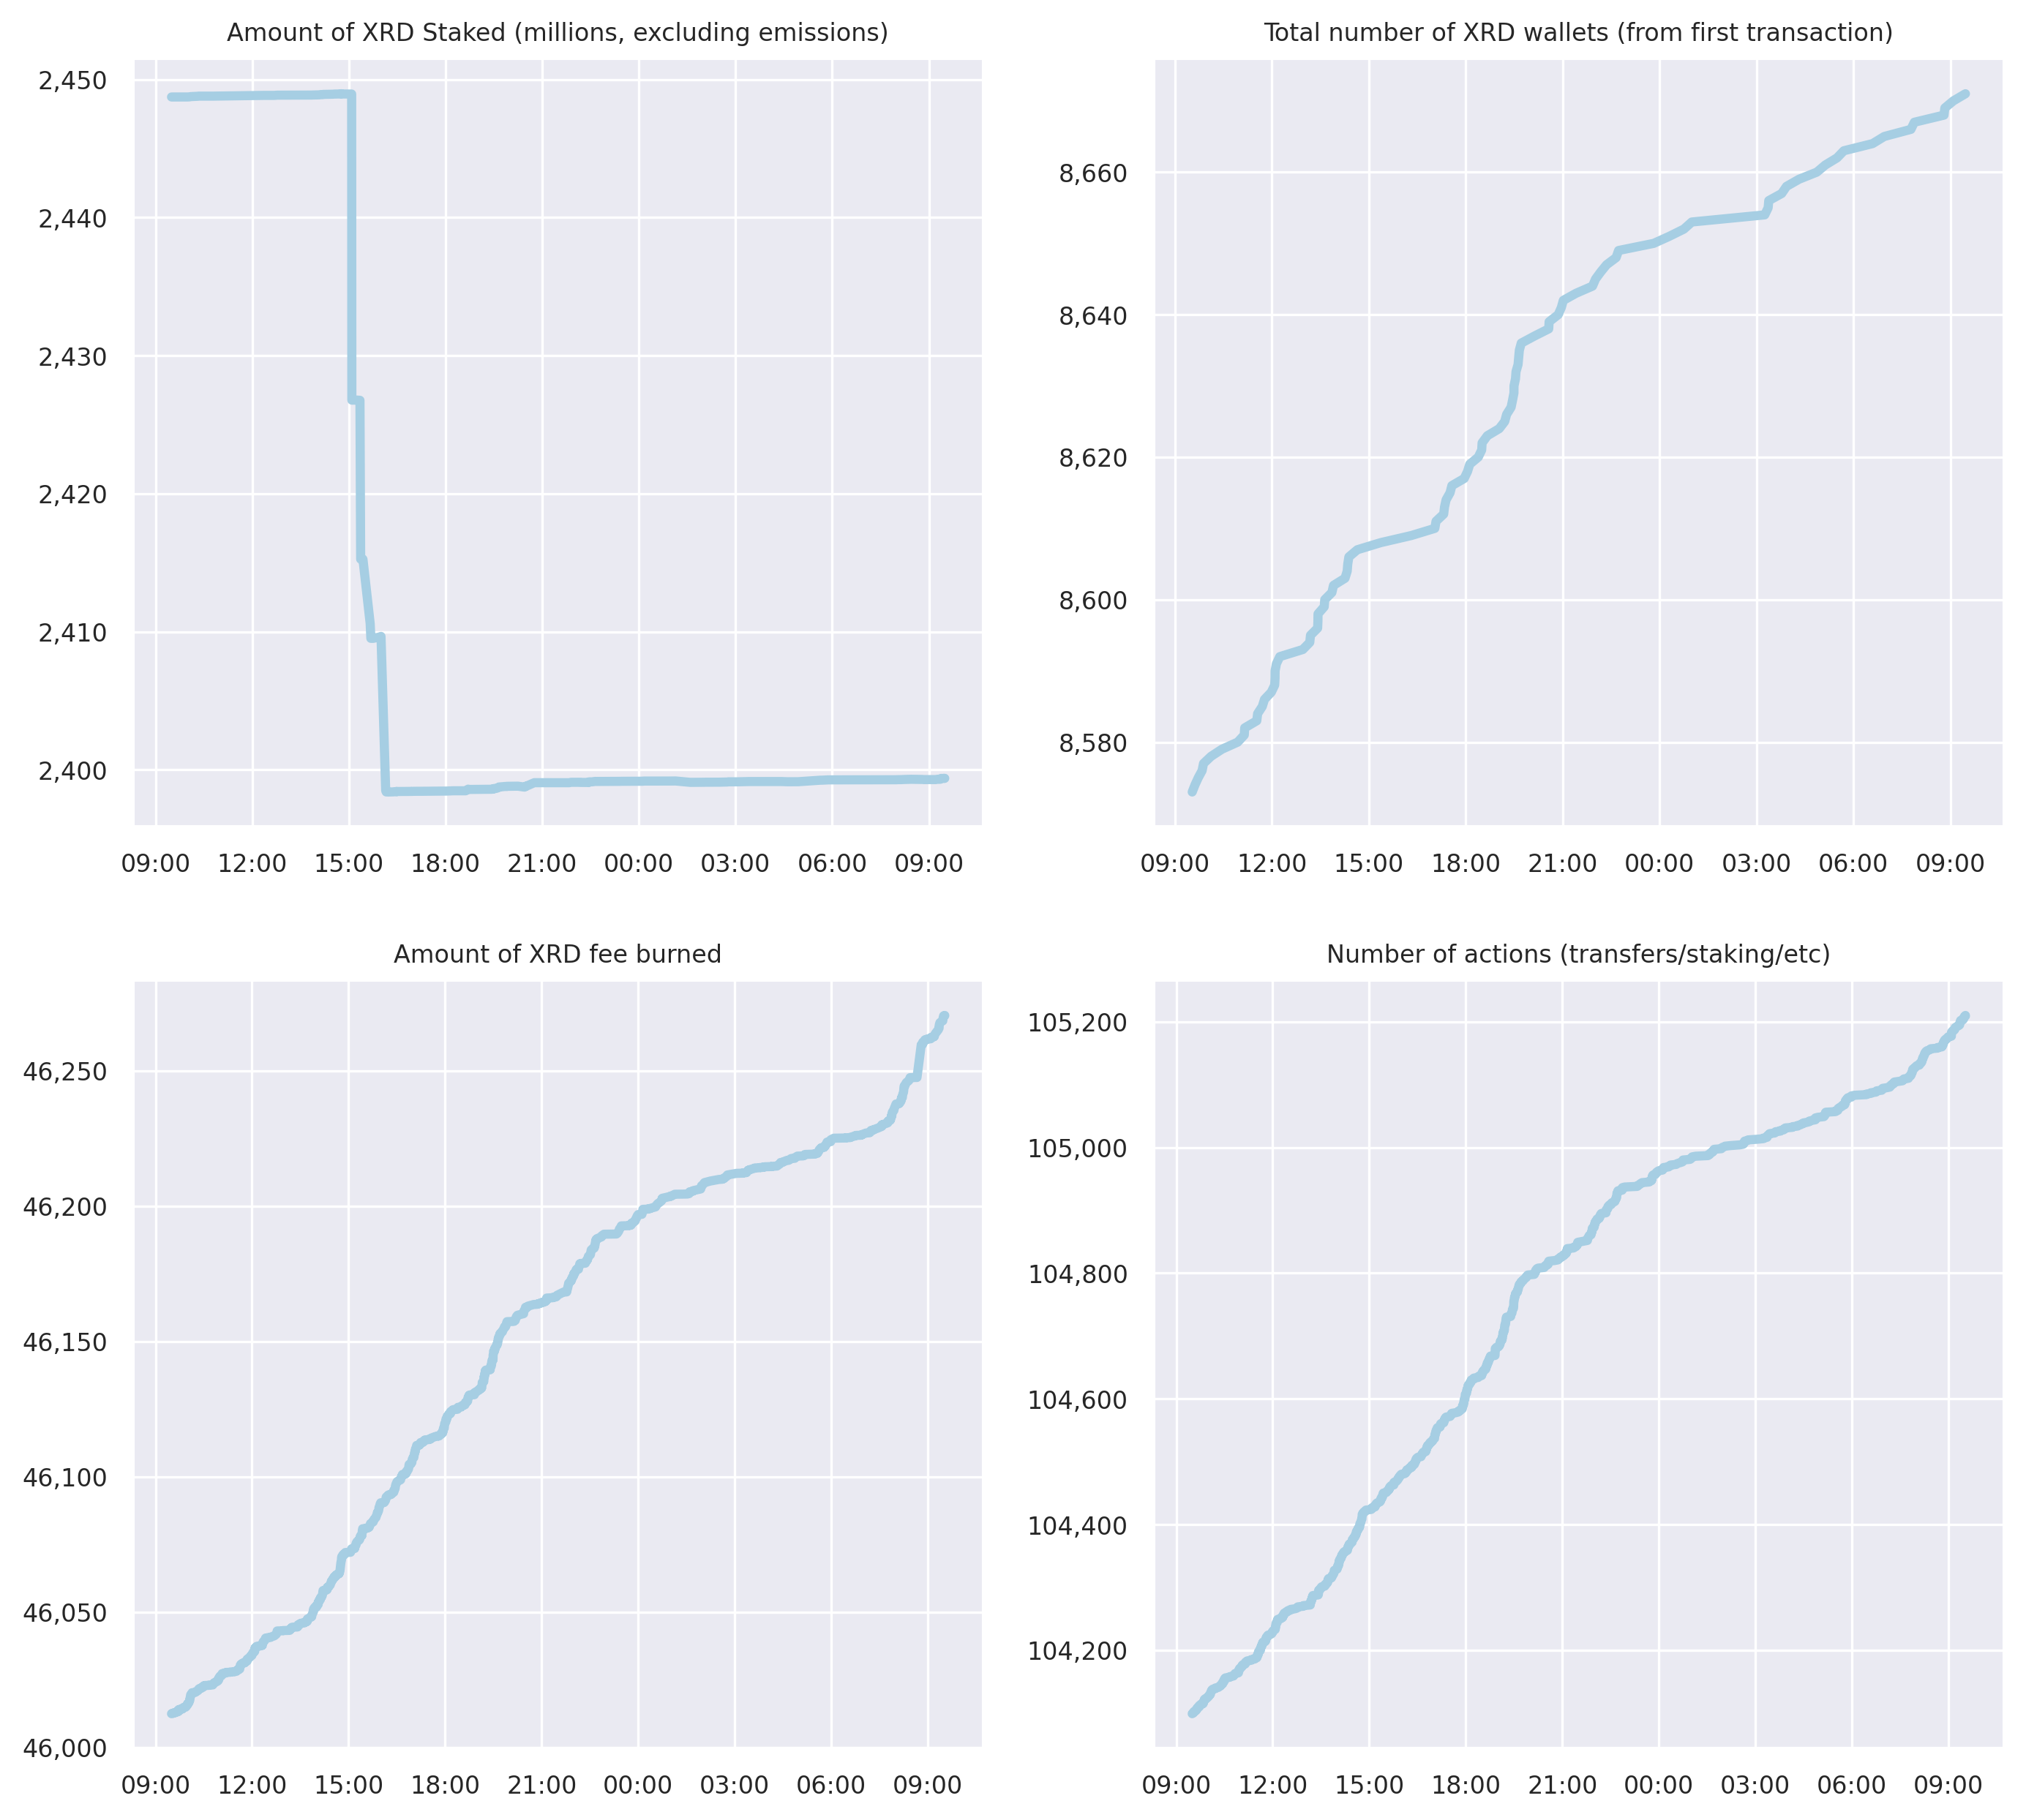 Amount of XRD Staked (millions, excluding emissions)
2,450
2,440
2,430
2,420
2,410
2,400
09:00 12:00 15:00 18:00 21:00 00:00 03:00 06:00 09:00
Total number of XRD wallets (from first transaction)
8,660
8,640
8,620
8,600
8,580
09:00 12:00 15:00 18:00 21:00 00:00 03:00 06:00 09:00
Amount of XRD fee burned
46,250
46,200
46,150
46,100
46,050
46,000
09:00 12:00 15:00 18:00 21:00 00:00 03:00 06:00 09:00
Number of actions (transfers/staking/etc)
105,200
105,000
104,800
104,600
104,400
104,200
09:00 12:00 15:00 18:00 21:00 00:00 03:00 06:00 09:00